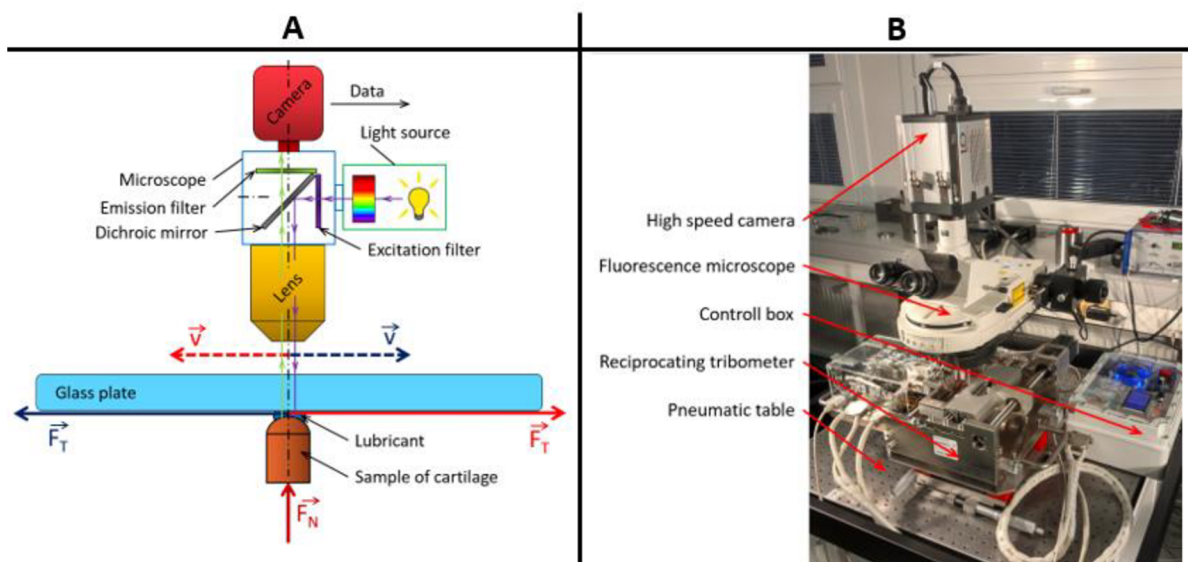 A
B
Camera
Data
Light source
Microscope
Emission filter
Dichroic mirror
Excitation filter
Lens
v
v
Glass plate
F_T
F_T
Lubricant
Sample of cartilage
F_N
High speed camera
Fluorescence microscope
Controll box
Reciprocating tribometer
Pneumatic table